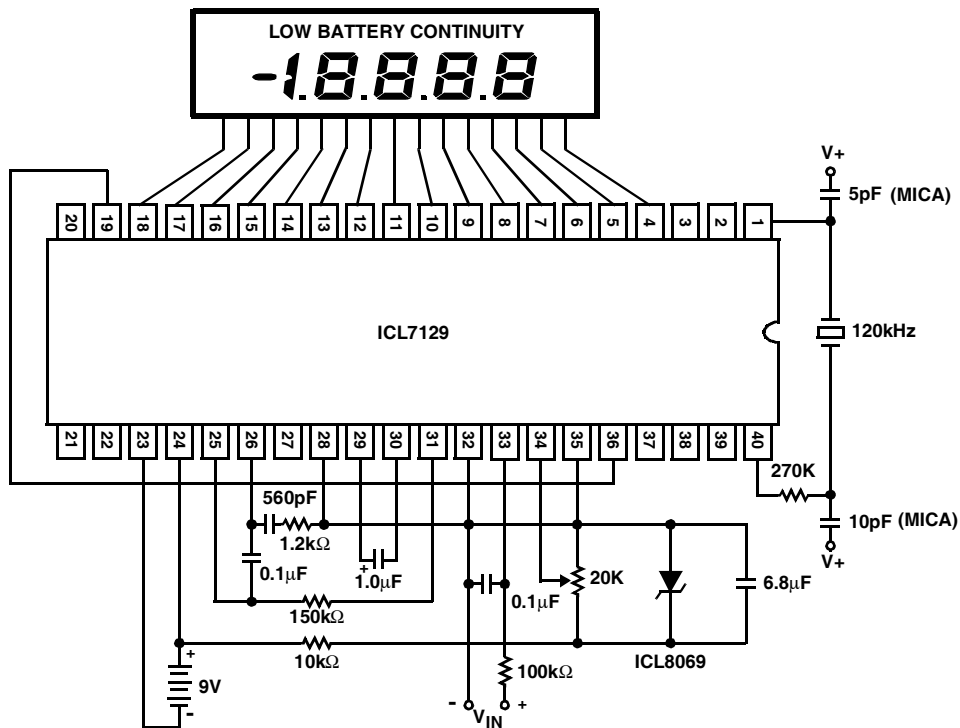 LOW BATTERY CONTINUITY
-1.8.8.8.8
V+
5pF (MICA)
20 19 18 17 16 15 14 13 12 11 10 9 8 7 6 5 4 3 2 1
ICL7129
120kHz
21 22 23 24 25 26 27 28 29 30 31 32 33 34 35 36 37 38 39 40
270K
560pF
10pF (MICA)
1.2kΩ
V+
0.1μF
+
1.0μF
0.1μF
20K
6.8μF
150kΩ
10kΩ
ICL8069
+
9V
-
100kΩ
- VIN +